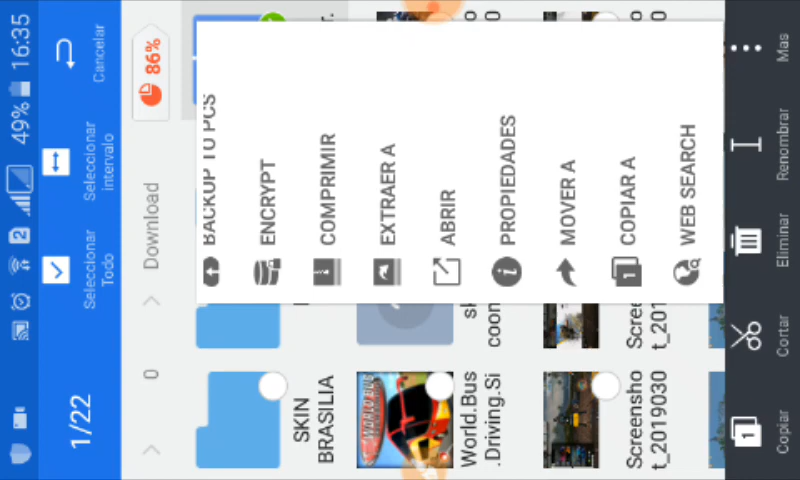 2 49% 16:35
1/22
Seleccionar
Todo
Seleccionar
intervalo
Cancelar
0
Download
86%
BACKUP TO PCS
ENCRYPT
COMPRIMIR
EXTRAER A
ABRIR
PROPIEDADES
MOVER A
COPIAR A
WEB SEARCH
SKIN
BRASILIA
World.Bus
.Driving.Si
Screensho
t_2019030
Copiar
Cortar
Eliminar
Renombrar
Mas